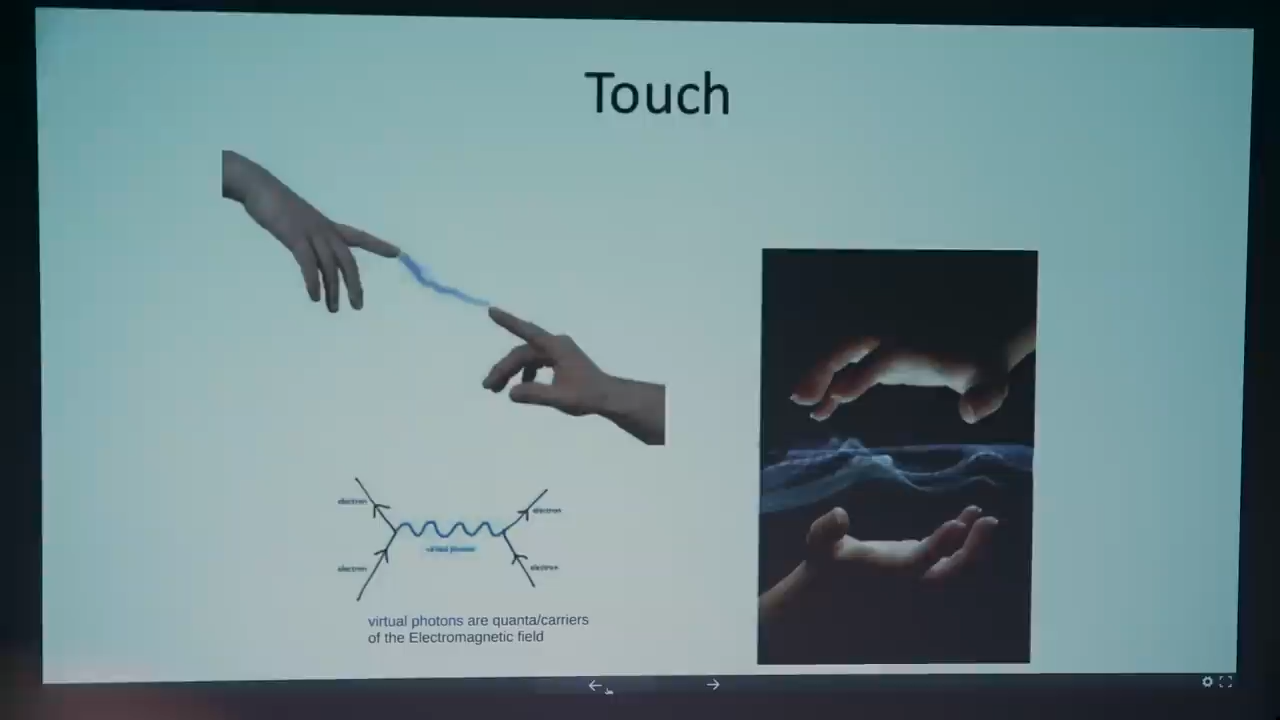 Touch
electron
electron
virtual photon
electron
electron
virtual photons are quanta/carriers
of the Electromagnetic field